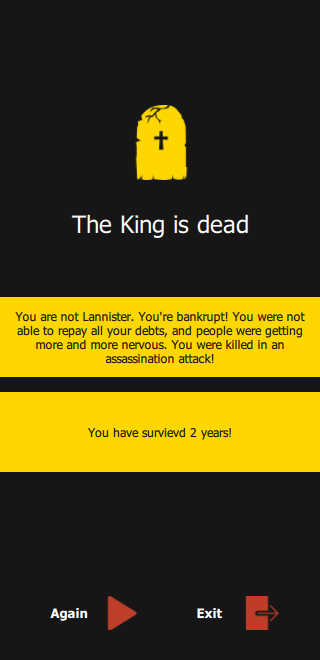 The King is dead
You are not Lannister. You're bankrupt! You were not
able to repay all your debts, and people were getting
more and more nervous. You were killed in an
assassination attack!
You have survievd 2 years!
Again
Exit